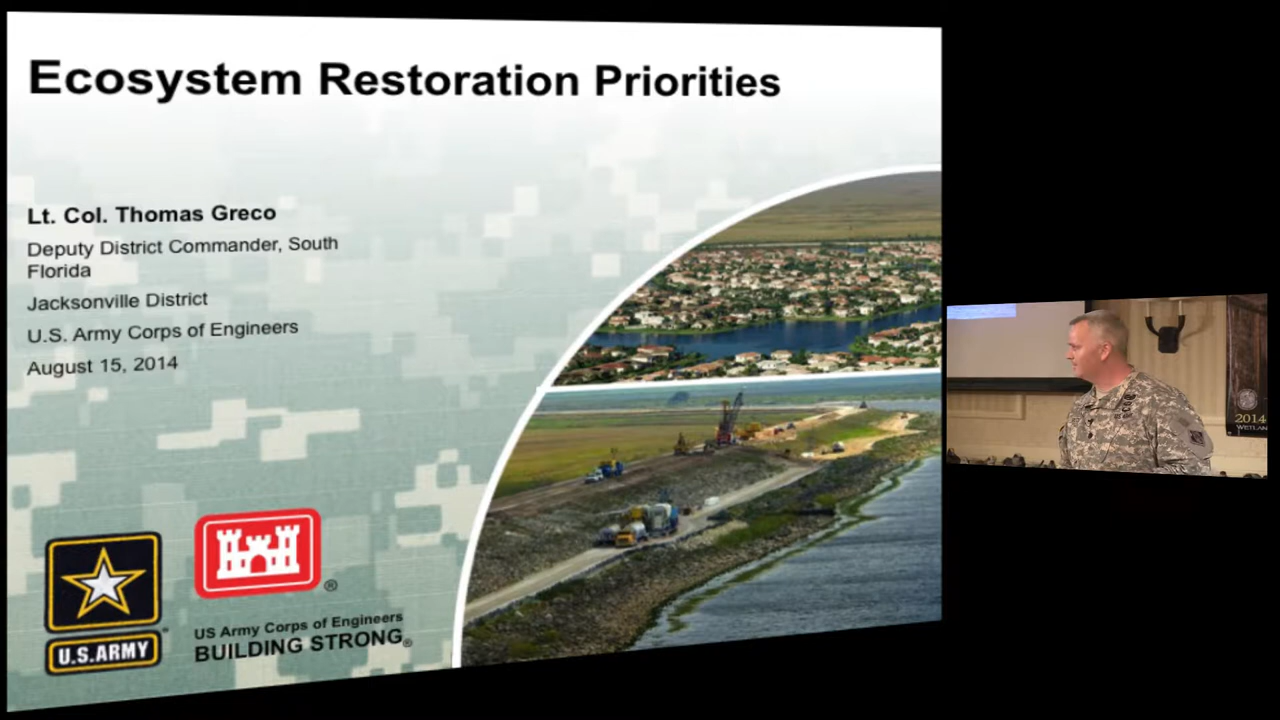 Ecosystem Restoration Priorities
Lt. Col. Thomas Greco
Deputy District Commander, South
Florida
Jacksonville District
U.S. Army Corps of Engineers
August 15, 2014
U.S.ARMY
®
US Army Corps of Engineers
BUILDING STRONG®
2014